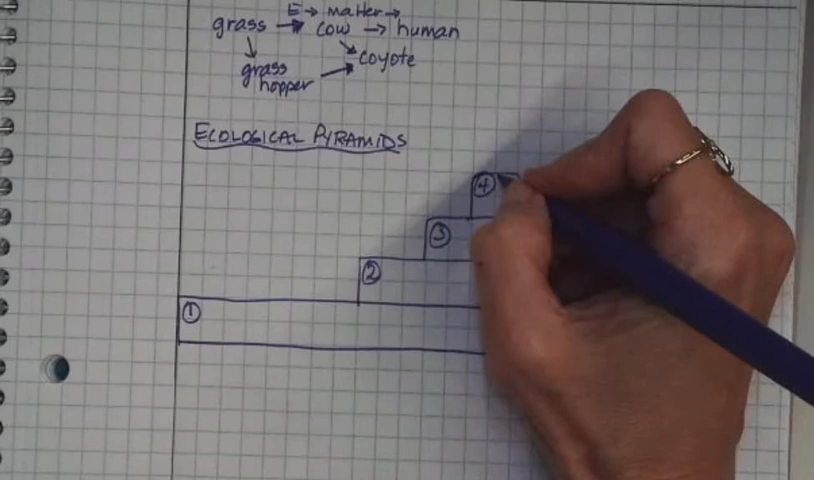 E → matter →
grass → cow → human
coyote
grass
hopper
ECOLOGICAL PYRAMIDS
4
3
2
1